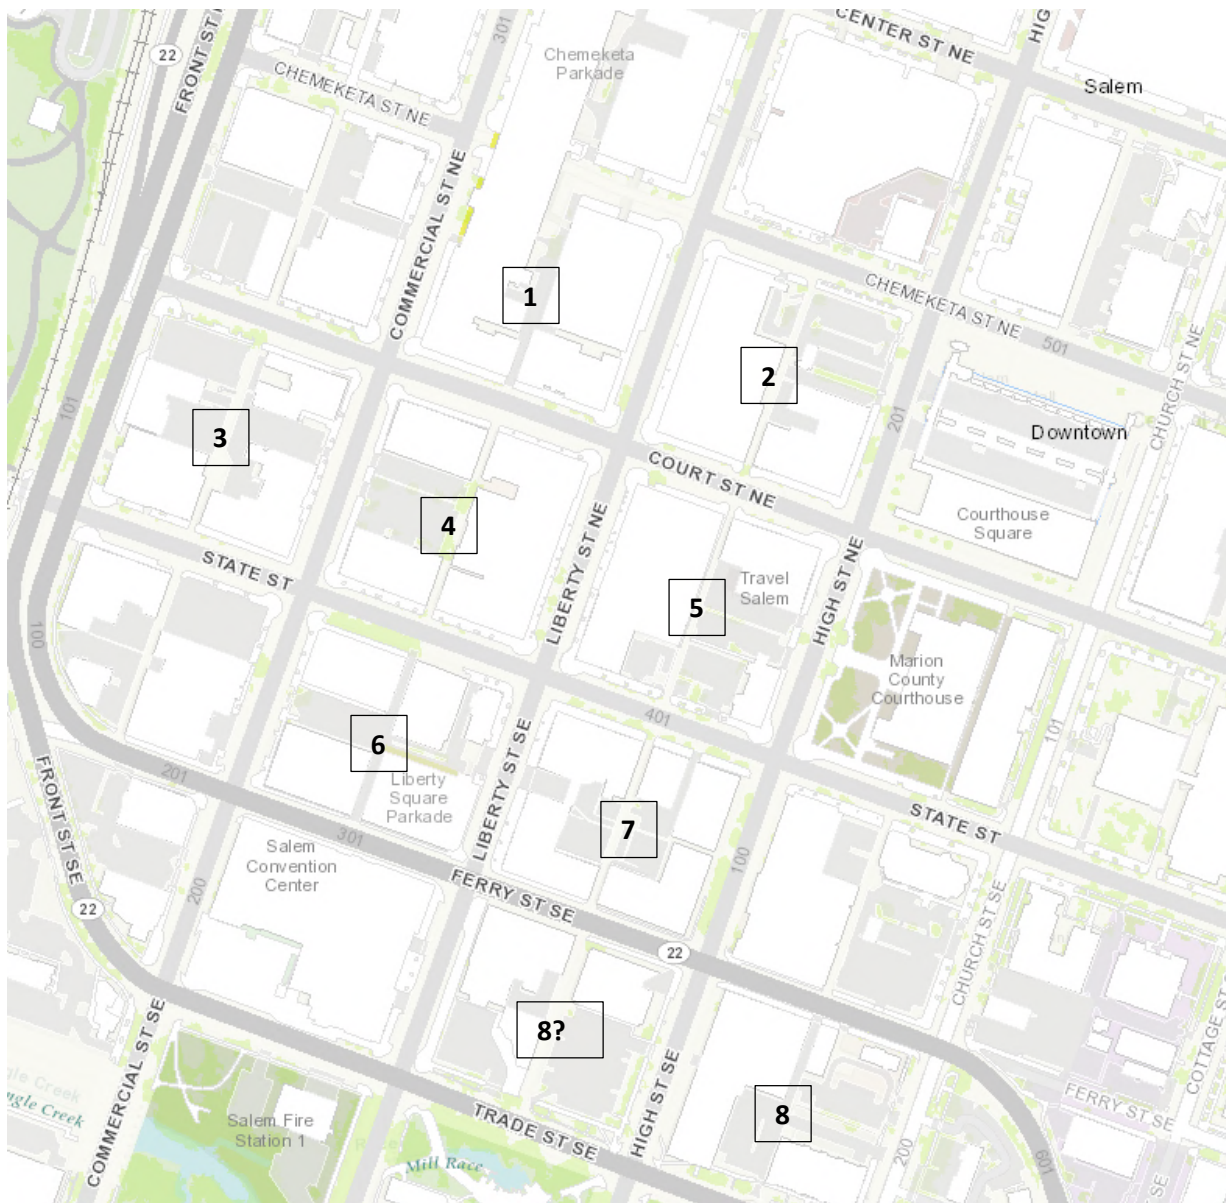 CENTER ST NE
HIG
301
22
FRONT ST
Chemeketa
Parkade
Salem
CHEMEKETA ST NE
COMMERCIAL ST NE
1
CHEMEKETA ST NE
501
CHURCH ST NE
2
101
3
201
Downtown
COURT ST NE
4
LIBERTY ST NE
Courthouse
Square
STATE ST
5
Travel
Salem
HIGH ST NE
100
Marion
County
Courthouse
401
101
6
201
Liberty
Square
Parkade
LIBERTY ST SE
FRONT ST SE
301
7
100
STATE ST
Salem
Convention
Center
200
FERRY ST SE
22
22
CHURCH ST SE
8?
COMMERCIAL ST SE
HIGH ST SE
COTTAGE ST S
FERRY ST SE
Salem Fire
Station 1
TRADE ST SE
8
Mill Race
200
601